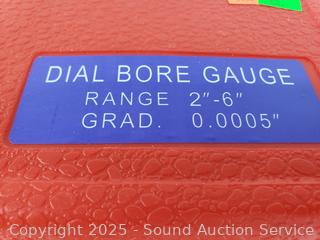 DIAL BORE GAUGE
RANGE 2"-6"
GRAD. 0.0005"
Copyright 2025 - Sound Auction Service